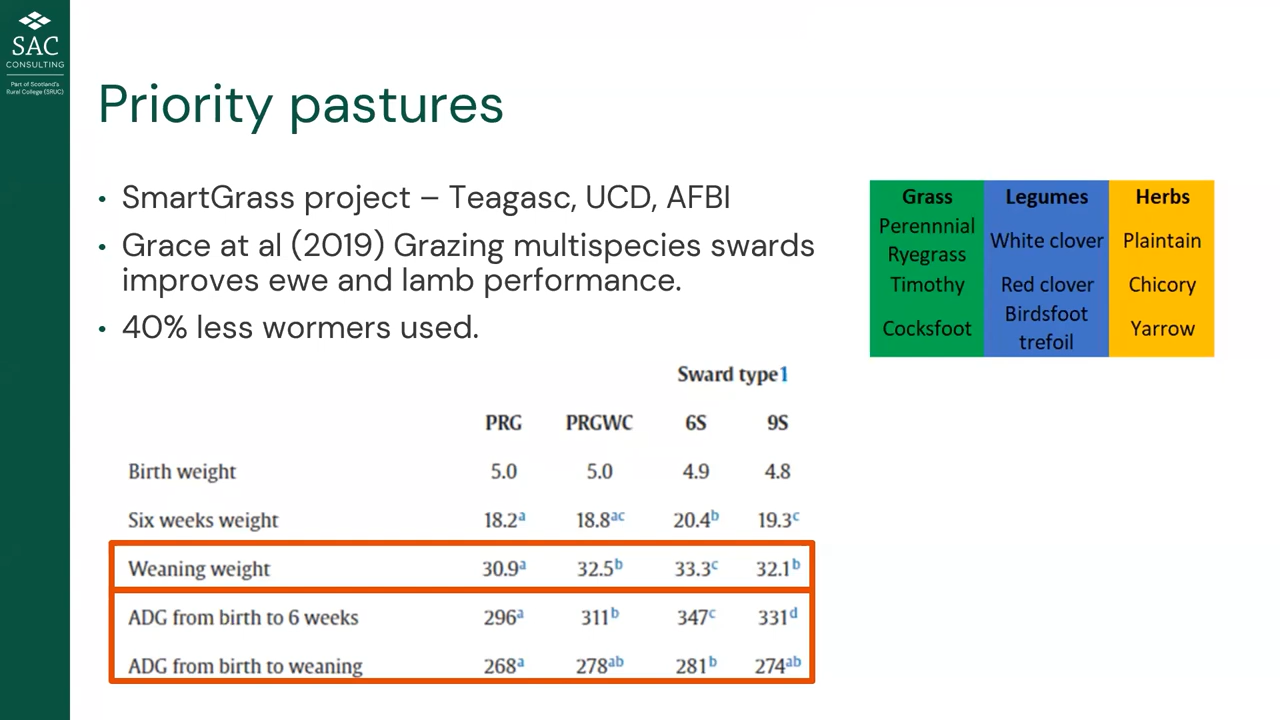 SAC
CONSULTING
Part of Scotland's
Rural College (SRUC)
Priority pastures
• SmartGrass project – Teagasc, UCD, AFBI
• Grace at al (2019) Grazing multispecies swards
improves ewe and lamb performance.
• 40% less wormers used.
Grass Legumes Herbs
Perennnial
Ryegrass
White clover Plaintain
Timothy Red clover Chicory
Cocksfoot
Birdsfoot
trefoil
Yarrow
Sward type1
PRG PRGWC 6S 9S
Birth weight 5.0 5.0 4.9 4.8
Six weeks weight 18.2a 18.8ac 20.4b 19.3c
Weaning weight 30.9a 32.5b 33.3c 32.1b
ADG from birth to 6 weeks 296a 311b 347c 331d
ADG from birth to weaning 268a 278ab 281b 274ab